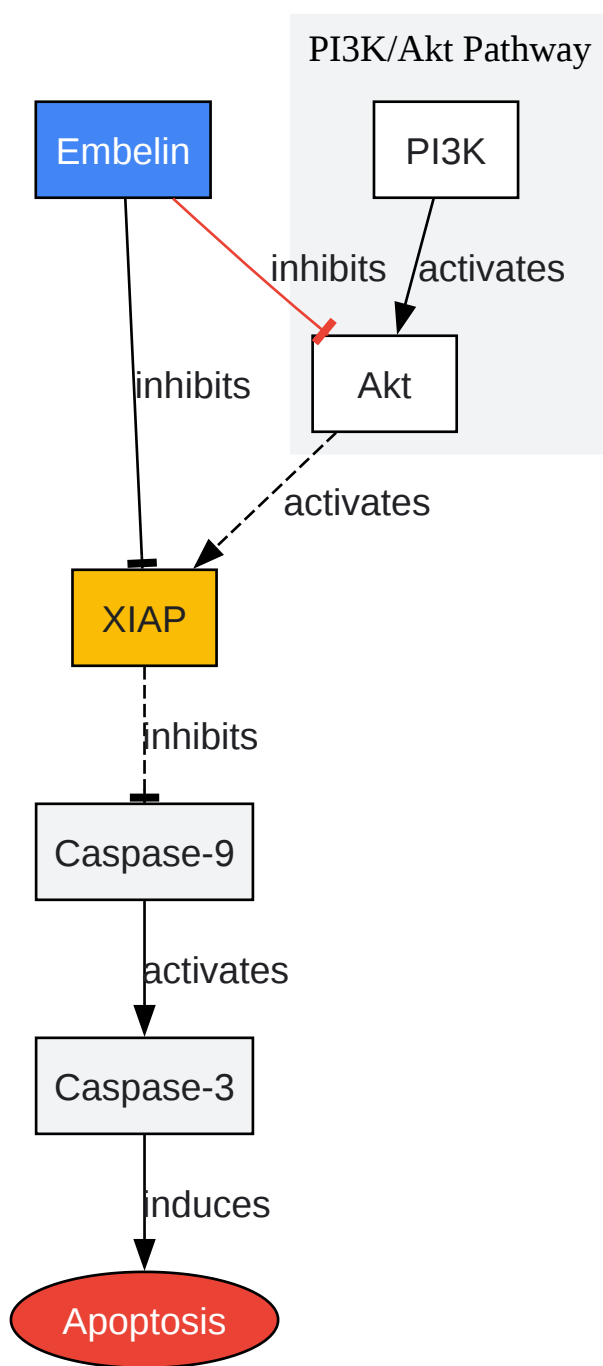 PI3K/Akt Pathway
Embelin
PI3K
inhibits
activates
inhibits
Akt
activates
XIAP
inhibits
Caspase-9
activates
Caspase-3
induces
Apoptosis